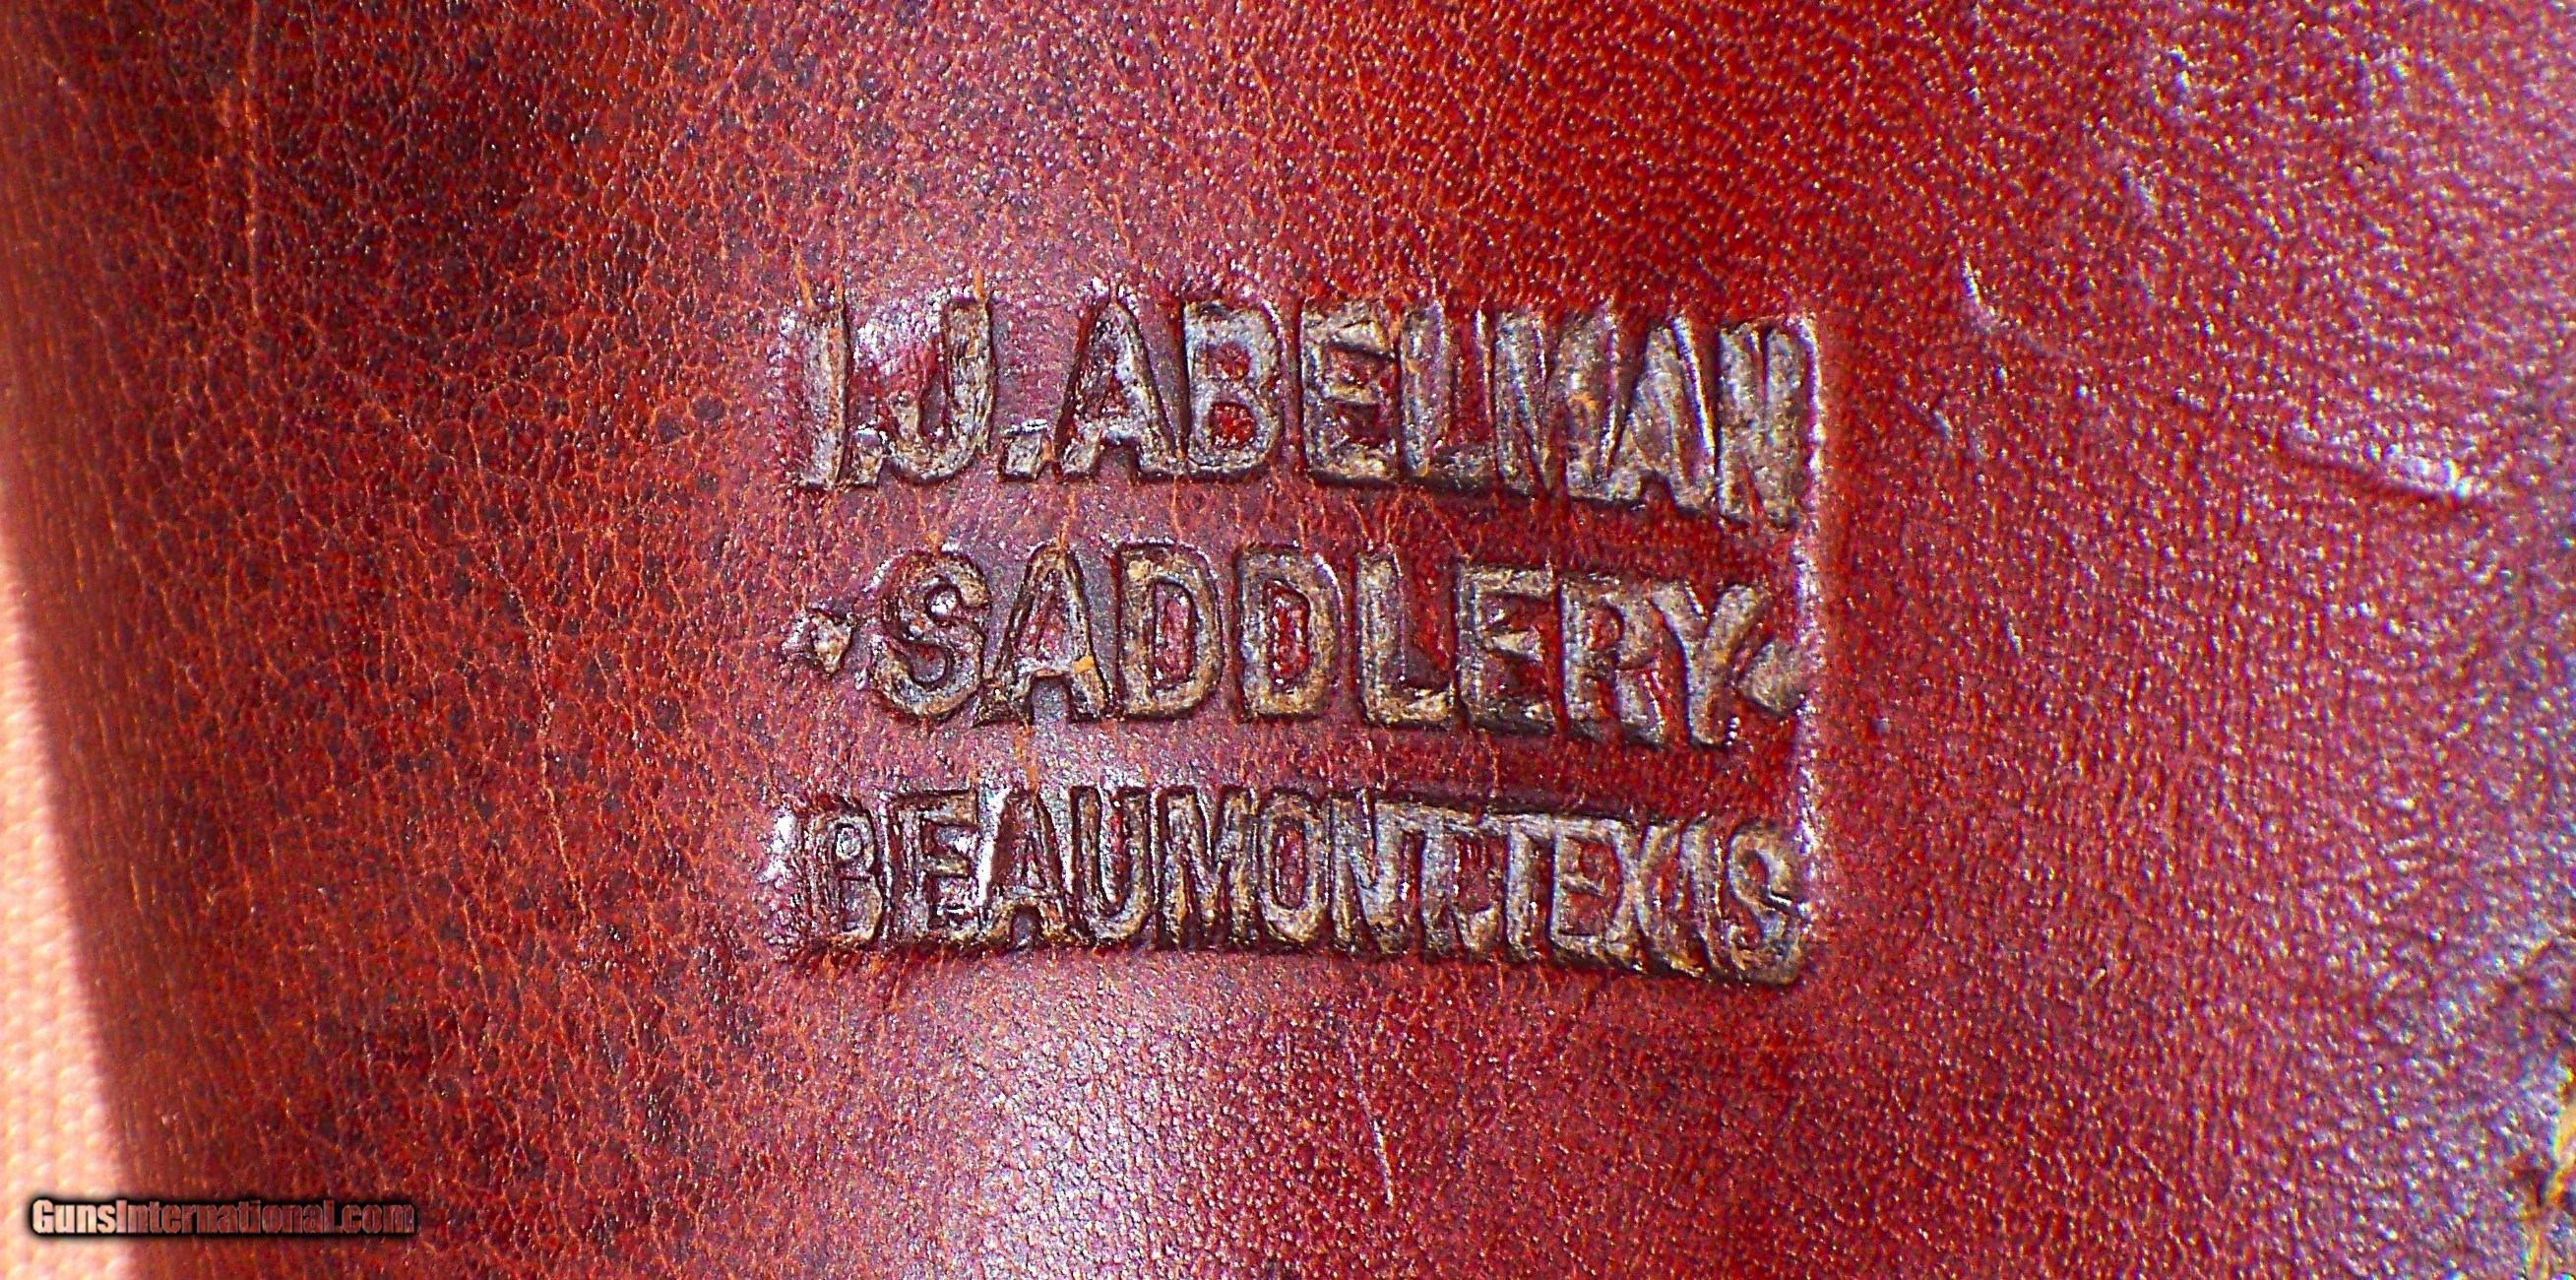 I.J. ABELMAN
SADDLERY
BEAUMONT, TEXAS
GunsInternational.com